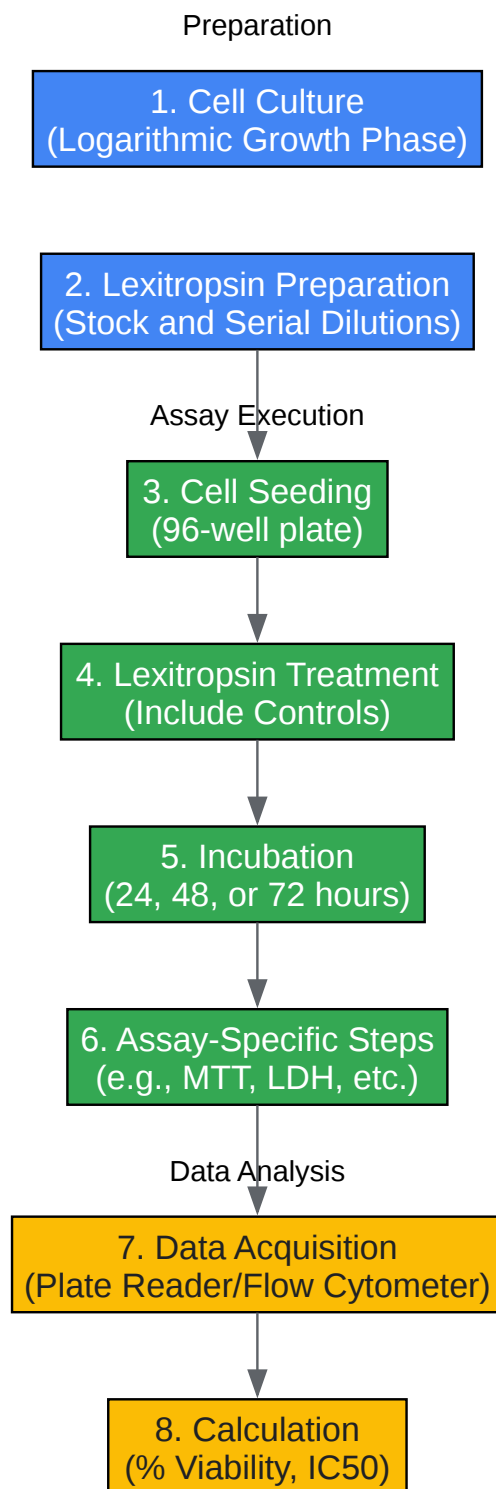 Preparation
1. Cell Culture
(Logarithmic Growth Phase)
2. Lexitropsin Preparation
(Stock and Serial Dilutions)
Assay Execution
3. Cell Seeding
(96-well plate)
4. Lexitropsin Treatment
(Include Controls)
5. Incubation
(24, 48, or 72 hours)
6. Assay-Specific Steps
(e.g., MTT, LDH, etc.)
Data Analysis
7. Data Acquisition
(Plate Reader/Flow Cytometer)
8. Calculation
(% Viability, IC50)